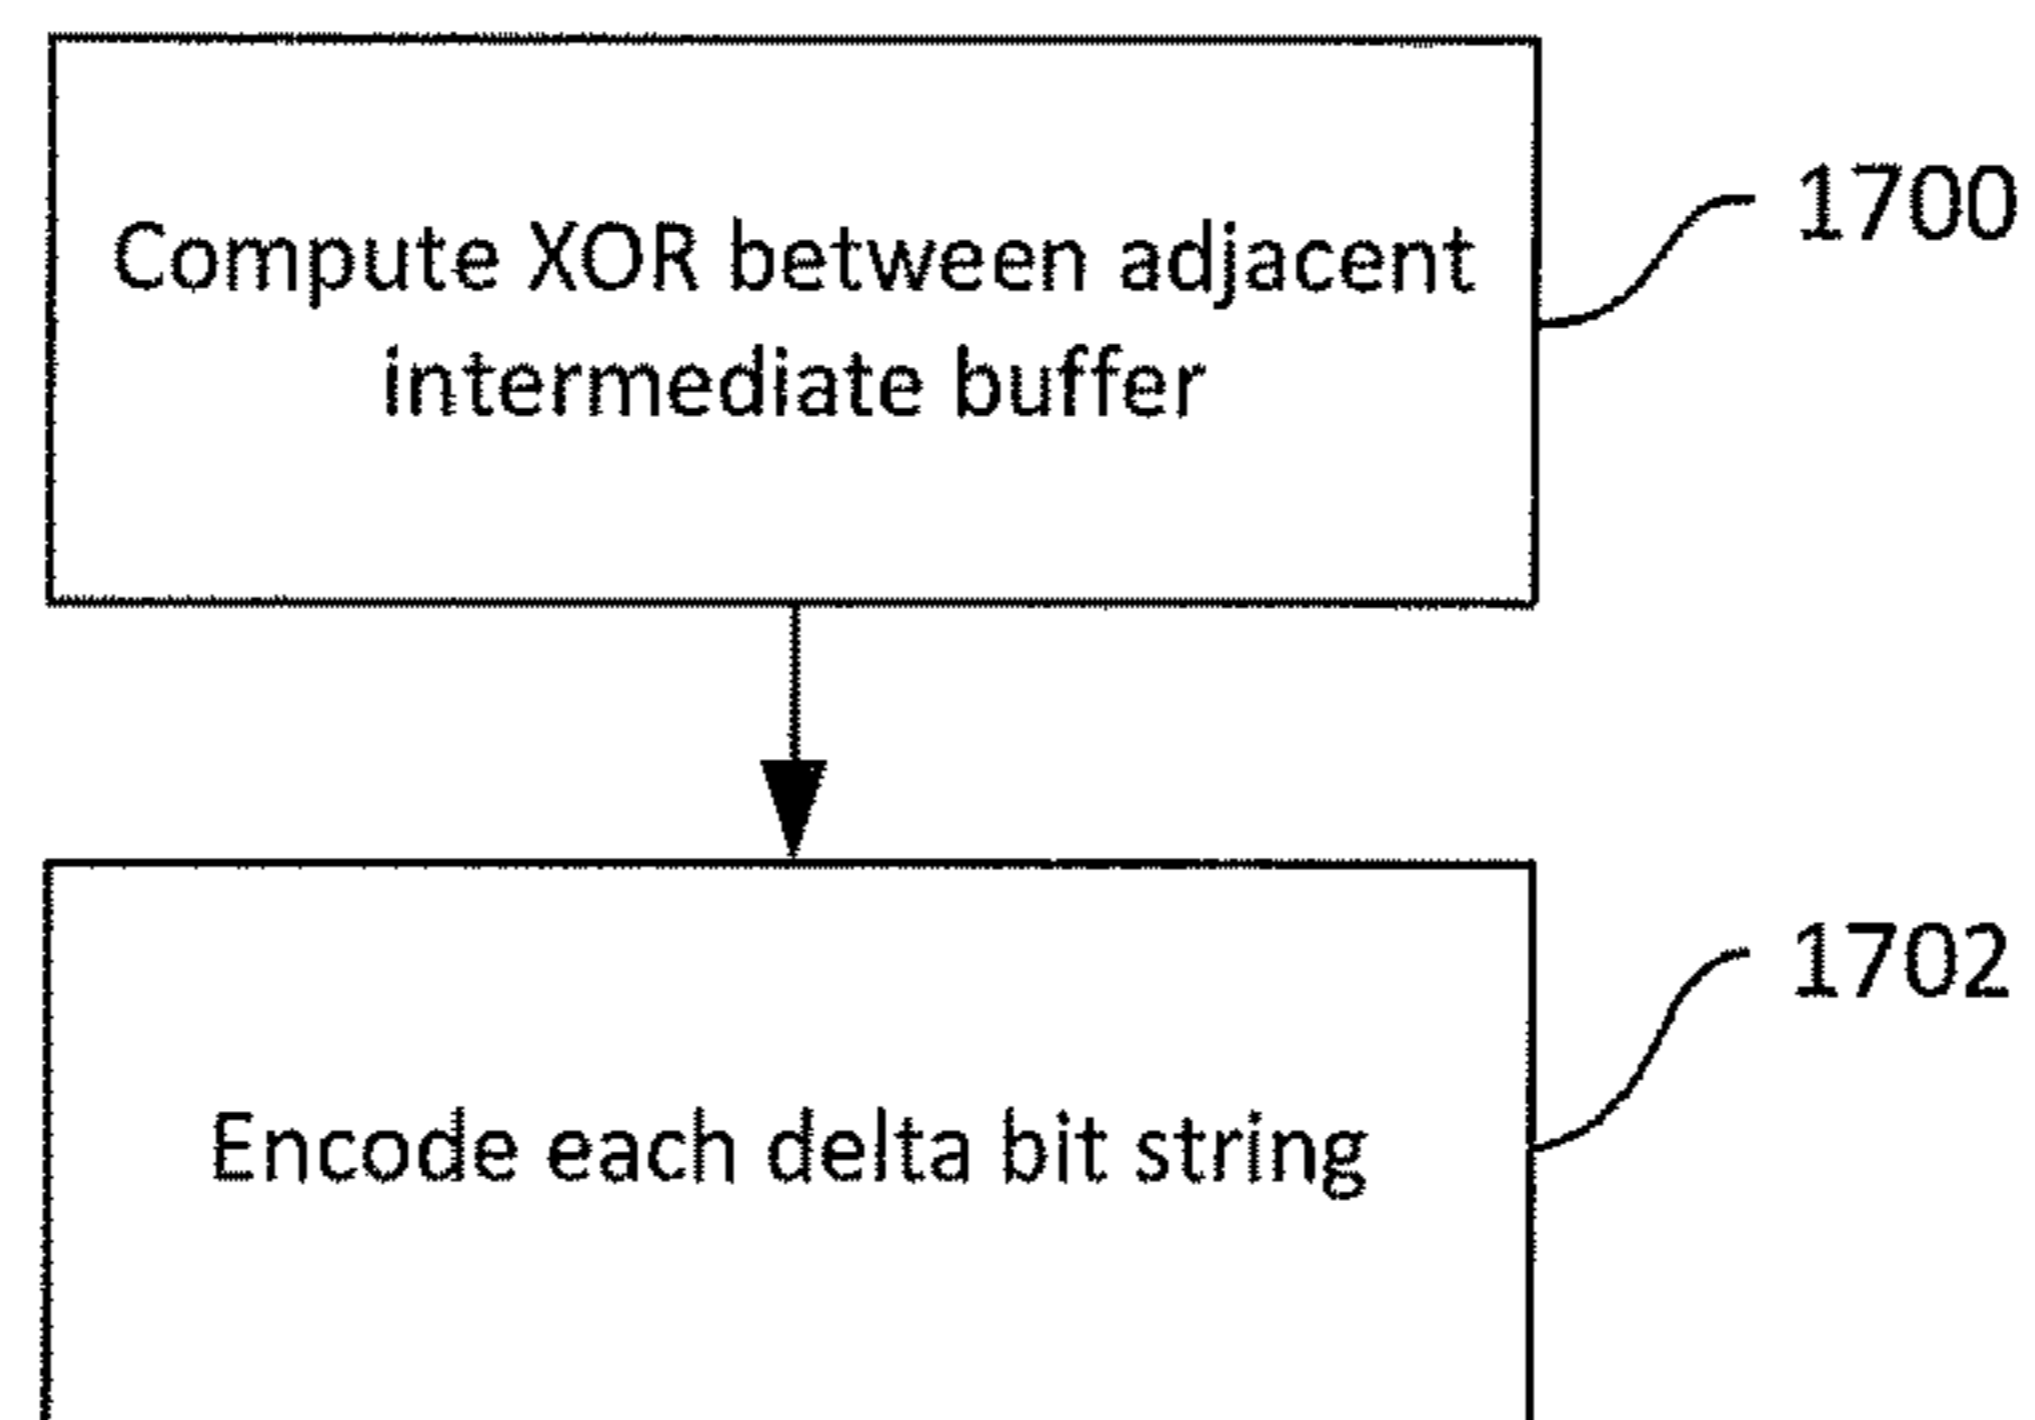 Compute XOR between adjacent
intermediate buffer
1700
Encode each delta bit string
1702